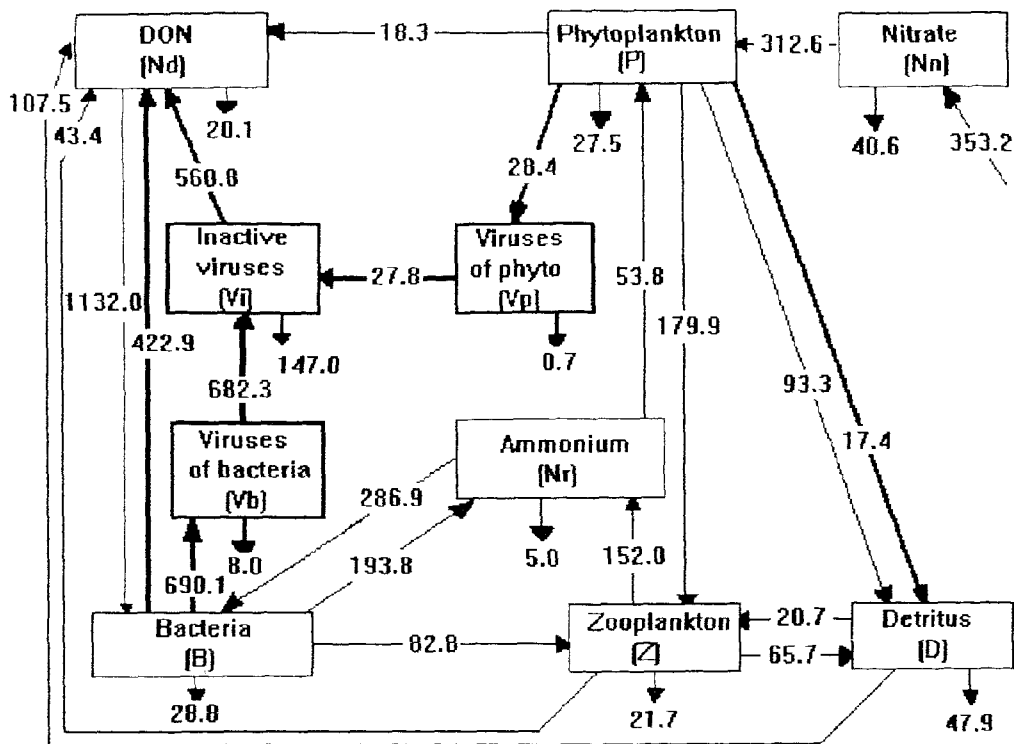 DON
(Nd)
18.3
Phytoplankton
(P)
312.6
Nitrate
(Nn)
107.5
43.4
20.1
27.5
40.6
353.2
560.8
28.4
Inactive
viruses
(Vi)
27.8
Viruses
of phyto
(Vp)
53.8
1132.0
422.9
147.0
0.7
179.9
682.3
93.3
17.4
Viruses
of bacteria
(Vb)
Ammonium
(Nr)
286.9
8.0
193.8
5.0
152.0
690.1
Bacteria
(B)
82.8
Zooplankton
(Z)
20.7
65.7
Detritus
(D)
28.8
21.7
47.9